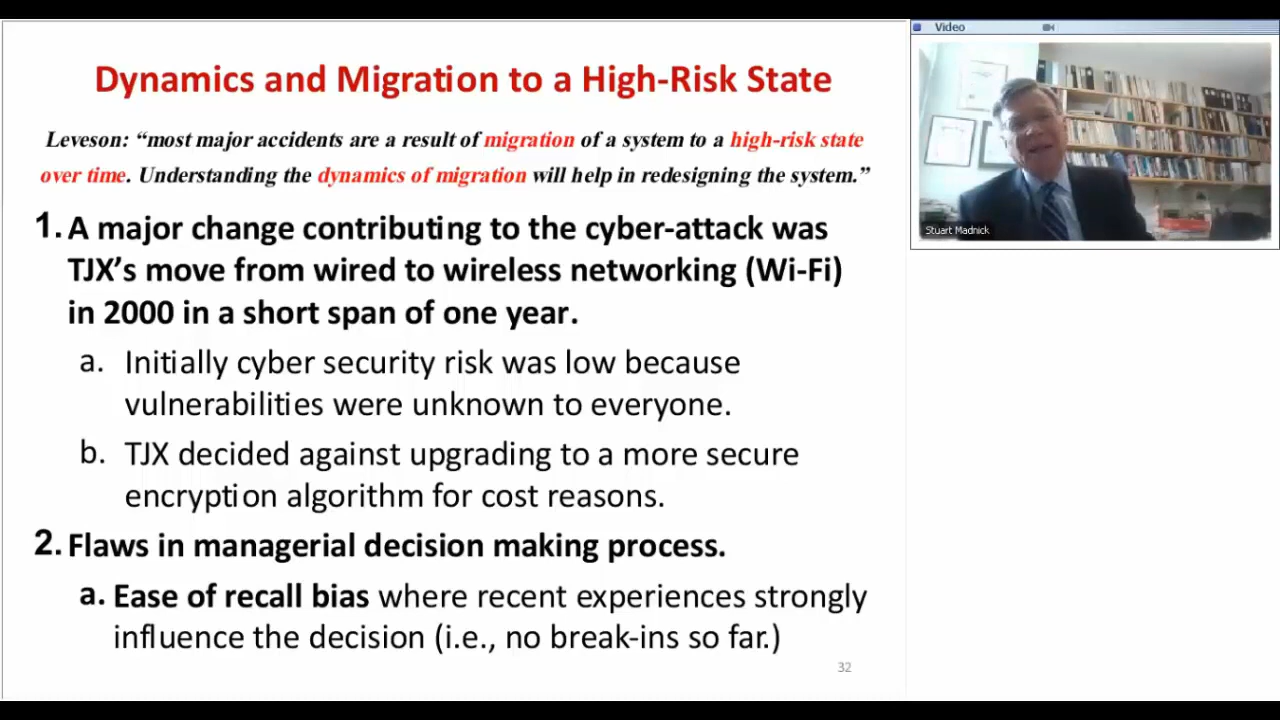 Dynamics and Migration to a High-Risk State
Leveson: “most major accidents are a result of migration of a system to a high-risk state
over time. Understanding the dynamics of migration will help in redesigning the system.”
1. A major change contributing to the cyber-attack was
TJX’s move from wired to wireless networking (Wi-Fi)
in 2000 in a short span of one year.
a. Initially cyber security risk was low because
vulnerabilities were unknown to everyone.
b. TJX decided against upgrading to a more secure
encryption algorithm for cost reasons.
2. Flaws in managerial decision making process.
a. Ease of recall bias where recent experiences strongly
influence the decision (i.e., no break-ins so far.)
32
Video
Stuart Madnick